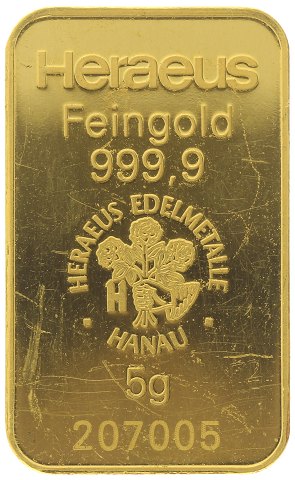 Heraeus
Feingold
999,9
HERAEUS EDELMETALLE
H
· HANAU ·
5g
207005